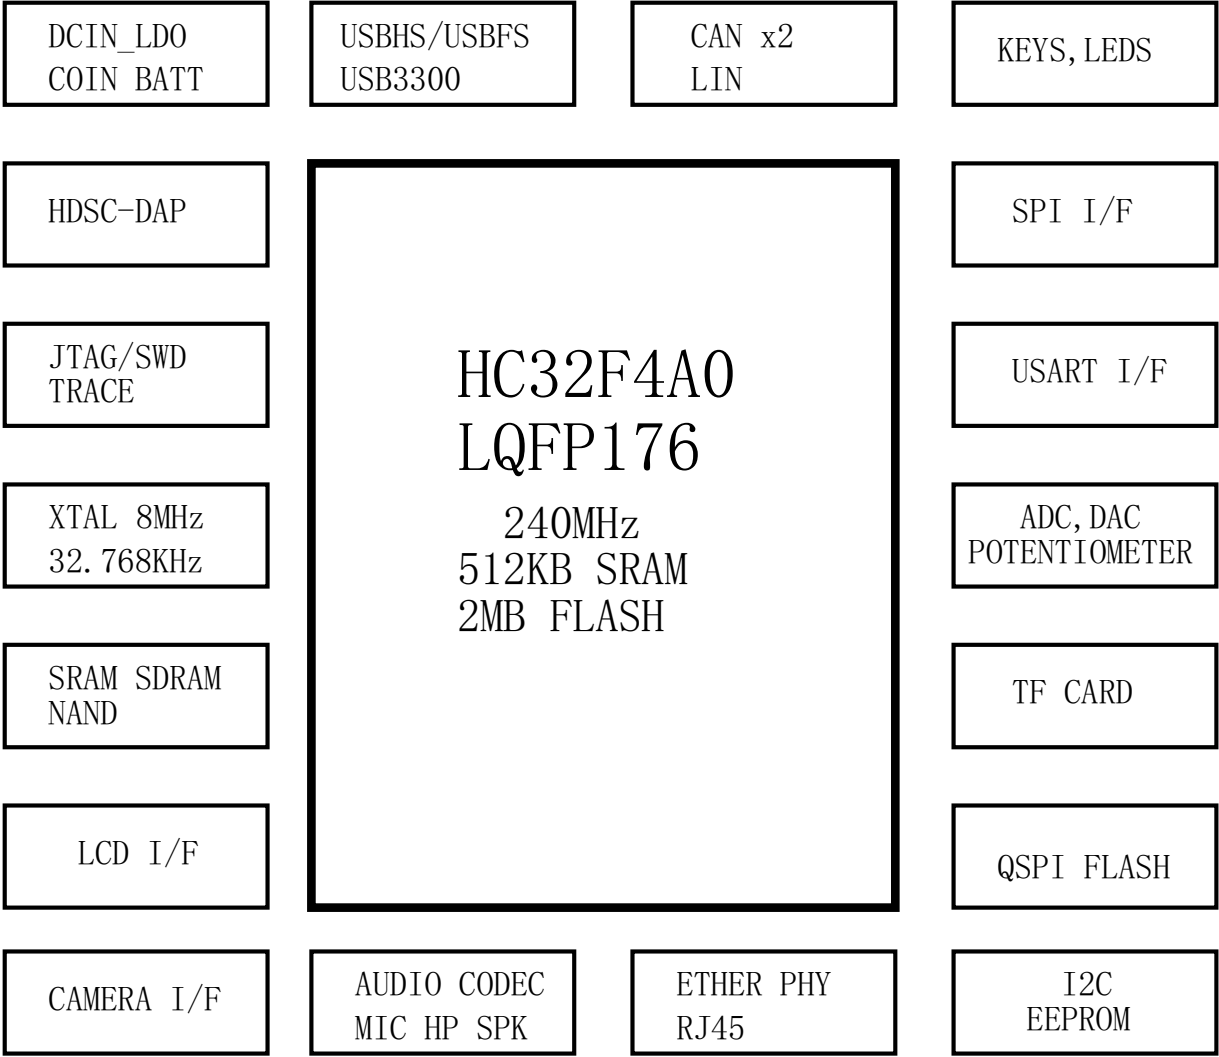 DCIN_LDO
COIN BATT
USBHS/USBFS
USB3300
CAN x2
LIN
KEYS,LEDS
HDSC-DAP
SPI I/F
JTAG/SWD
TRACE
USART I/F
HC32F4A0
LQFP176
240MHz
512KB SRAM
2MB FLASH
XTAL 8MHz
32.768KHz
ADC,DAC
POTENTIOMETER
SRAM SDRAM
NAND
TF CARD
LCD I/F
QSPI FLASH
CAMERA I/F
AUDIO CODEC
MIC HP SPK
ETHER PHY
RJ45
I2C
EEPROM